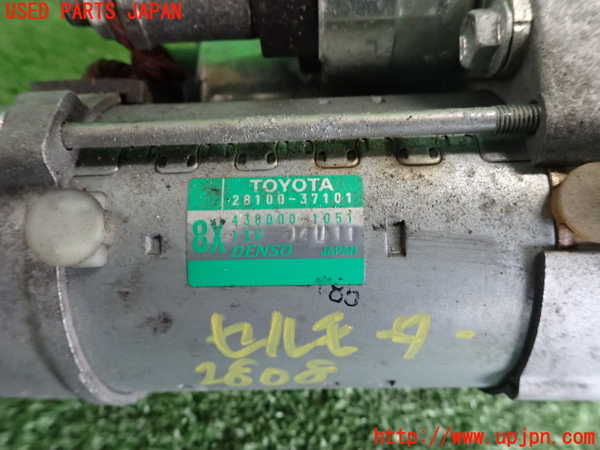 USED PARTS JAPAN
TOYOTA
28100-37101
438000-1051
8X
DENSO JAPAN
セルモーター
2808
http://www.upjpn.com/